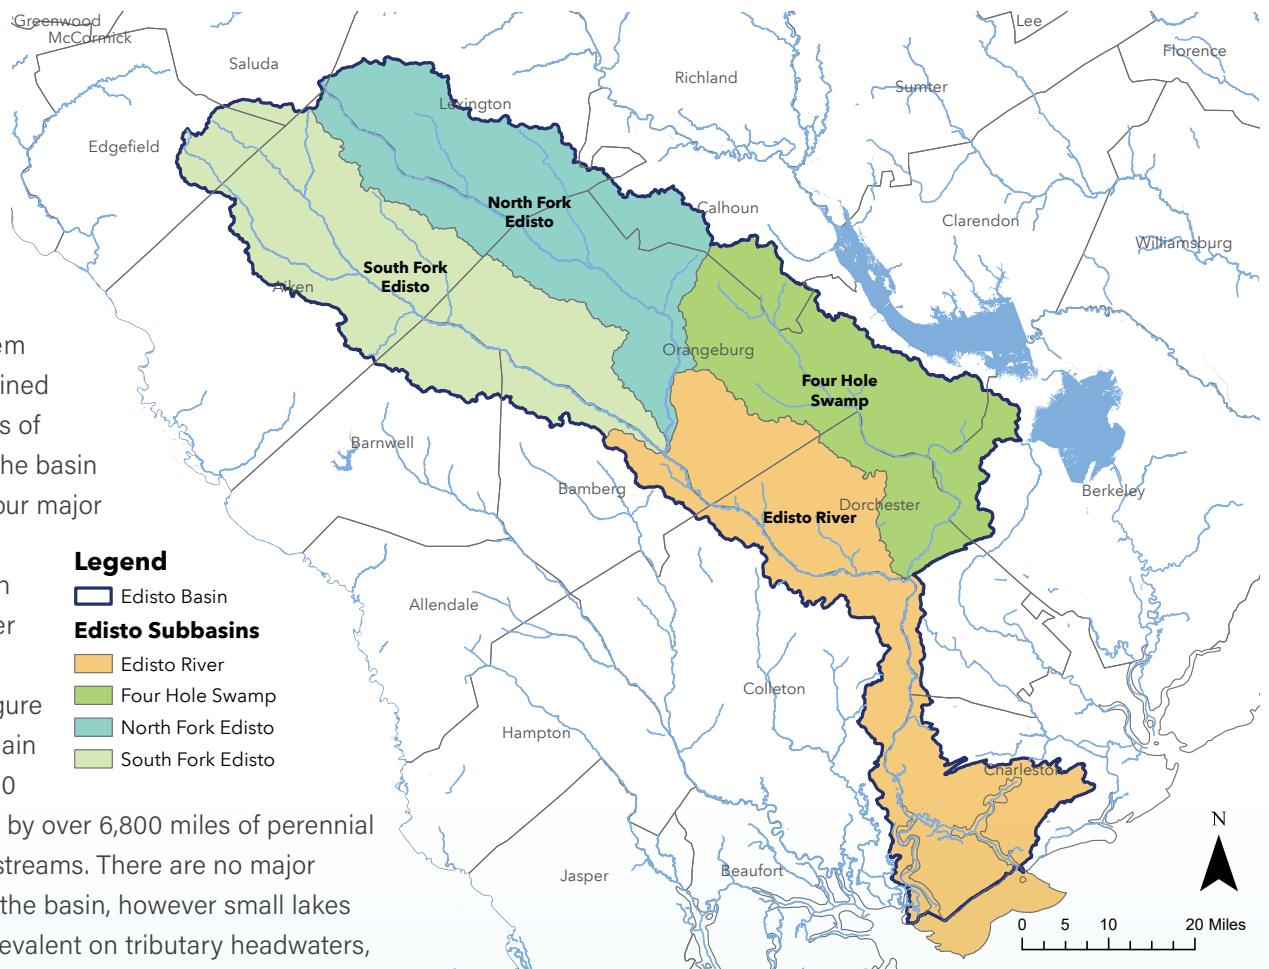 Greenwood
McCormick
Saluda
Lee
Florence
Richland
Sumter
Lexington
Edgefield
North Fork
Edisto
Calhoun
Clarendon
Williamsburg
South Fork
Edisto
Aiken
Orangeburg
Four Hole
Swamp
Barnwell
Bamberg
Berkeley
Dorchester
Edisto River
Allendale
Colleton
Hampton
Charleston
Jasper
Beaufort
em
ined
s of
he basin
our major
n
er
gure
ain
0
by over 6,800 miles of perennial
streams. There are no major
the basin, however small lakes
evalent on tributary headwaters,
Legend
Edisto Basin
Edisto Subbasins
Edisto River
Four Hole Swamp
North Fork Edisto
South Fork Edisto
N
0 5 10 20 Miles